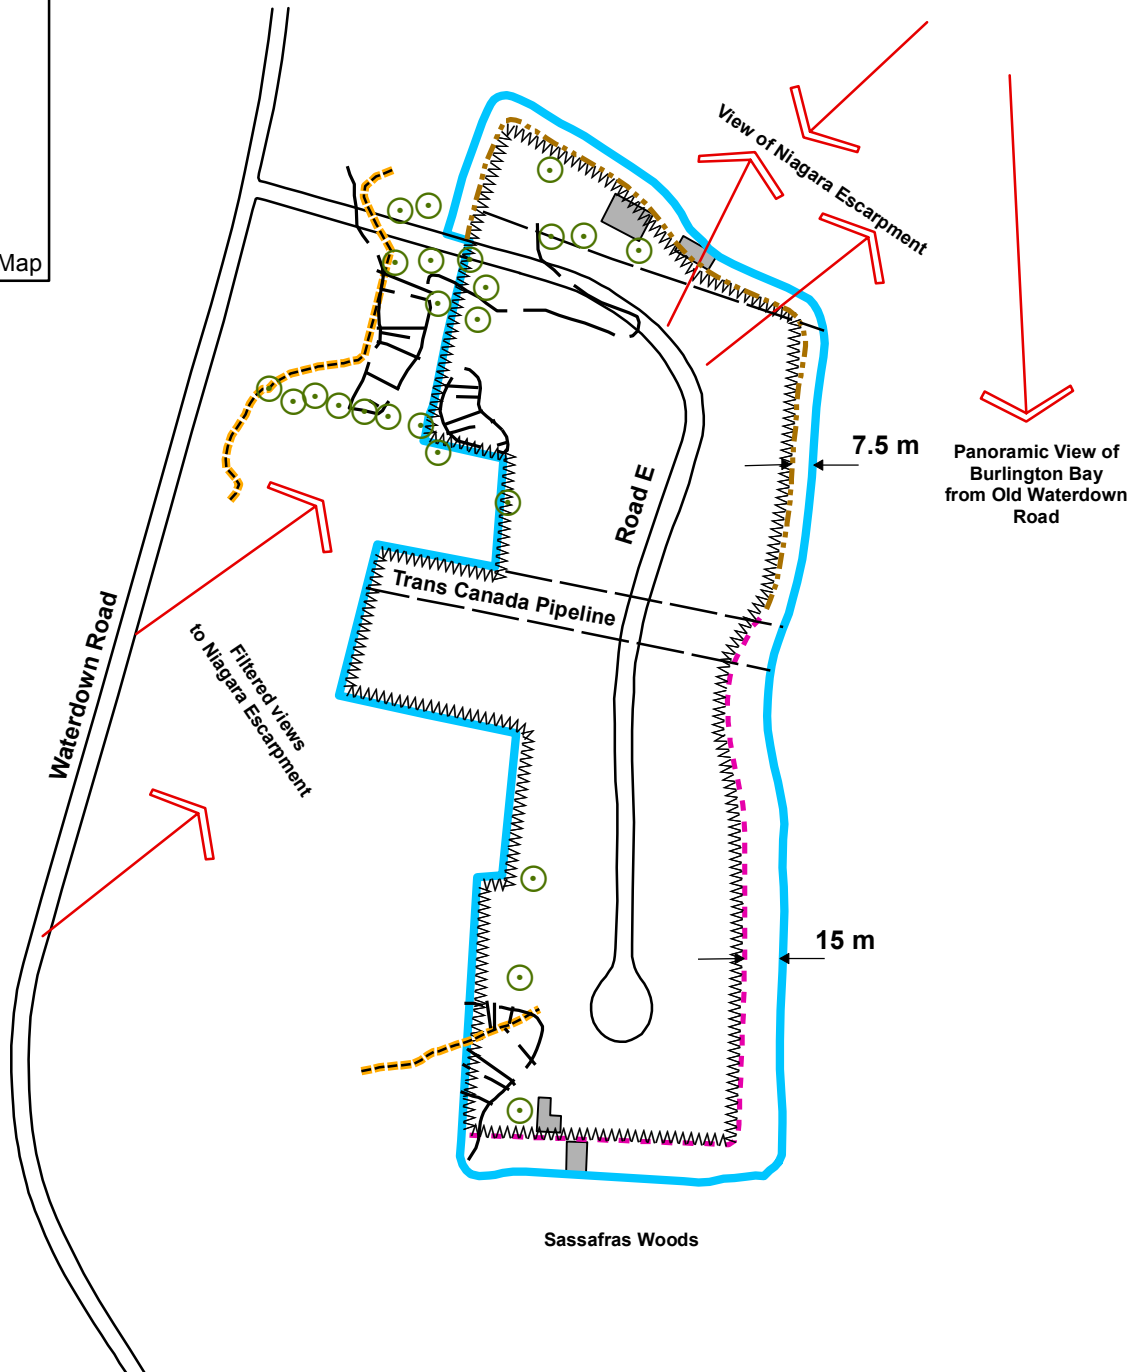 Map
View of Niagara Escarpment
7.5 m
Panoramic View of
Burlington Bay
from Old Waterdown
Road
Road E
Trans Canada Pipeline
Waterdown Road
Filtered views
to Niagara Escarpment
15 m
Sassafras Woods